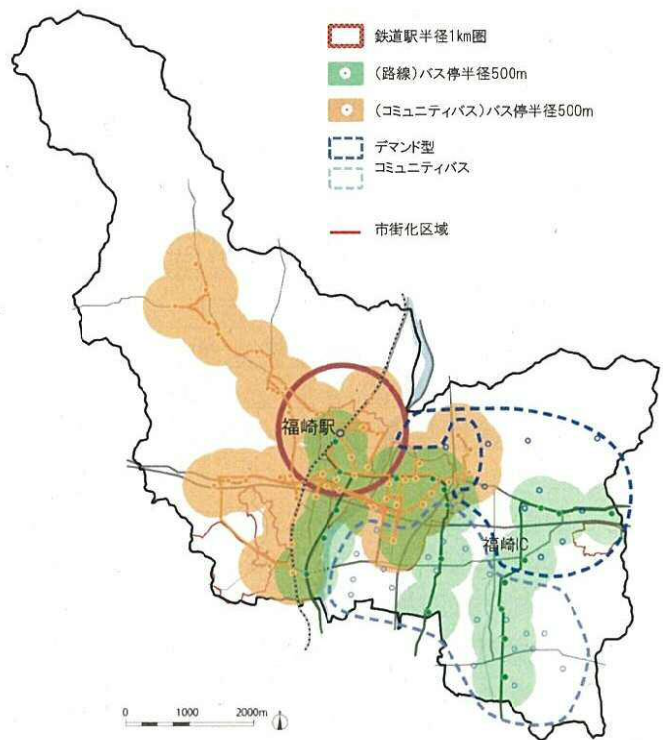 鉄道駅半径1km圏
(路線)バス停半径500m
(コミュニティバス)バス停半径500m
デマンド型
コミュニティバス
市街化区域
福崎駅
福崎IC
0 1000 2000m